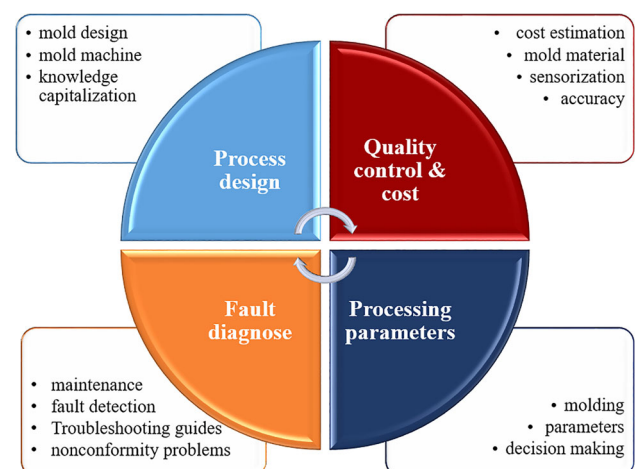 • mold design
• mold machine
• knowledge
capitalization
• cost estimation
• mold material
• sensorization
• accuracy
Process
design
Quality
control &
cost
Fault
diagnose
Processing
parameters
• maintenance
• fault detection
• Troubleshooting guides
• nonconformity problems
• molding
• parameters
• decision making